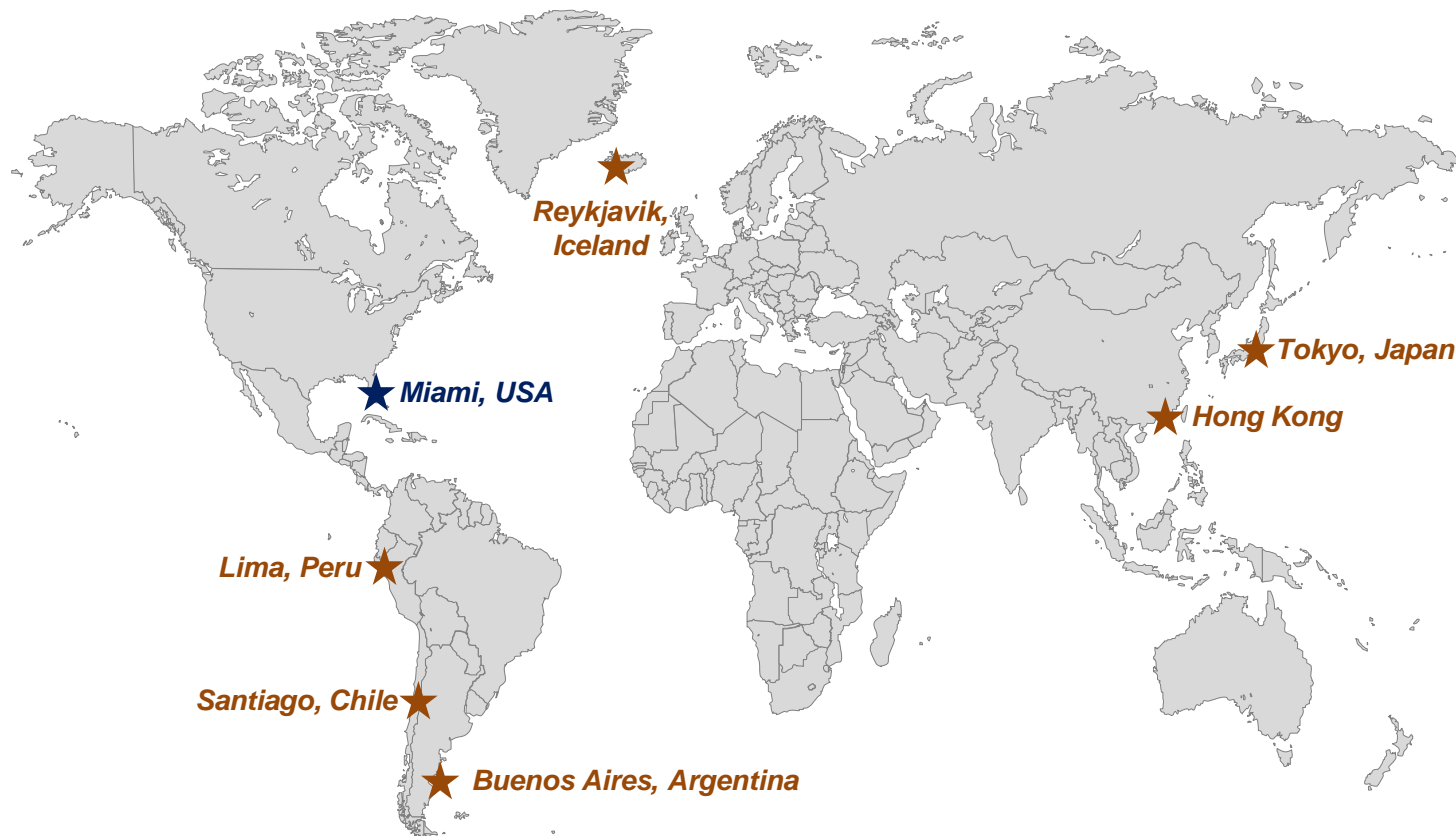 Reykjavik,
Iceland
Tokyo, Japan
Miami, USA
Hong Kong
Lima, Peru
Santiago, Chile
Buenos Aires, Argentina